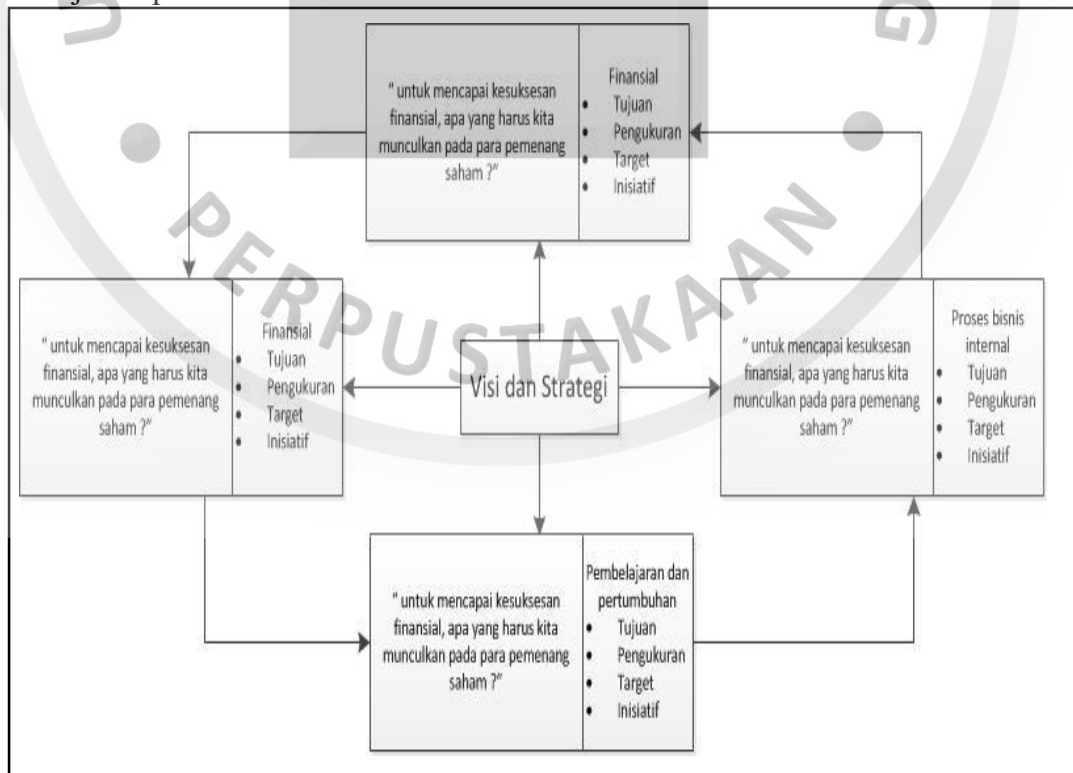 “ untuk mencapai kesuksesan
finansial, apa yang harus kita
munculkan pada para pemenang
saham ?”
Finansial
• Tujuan
• Pengukuran
• Target
• Inisiatif
“ untuk mencapai kesuksesan
finansial, apa yang harus kita
munculkan pada para pemenang
saham ?”
Finansial
• Tujuan
• Pengukuran
• Target
• Inisiatif
Visi dan Strategi
“ untuk mencapai kesuksesan
finansial, apa yang harus kita
munculkan pada para pemenang
saham ?”
Proses bisnis
internal
• Tujuan
• Pengukuran
• Target
• Inisiatif
“ untuk mencapai kesuksesan
finansial, apa yang harus kita
munculkan pada para pemenang
saham ?”
Pembelajaran dan
pertumbuhan
• Tujuan
• Pengukuran
• Target
• Inisiatif
PERPUSTAKAAN
U
G